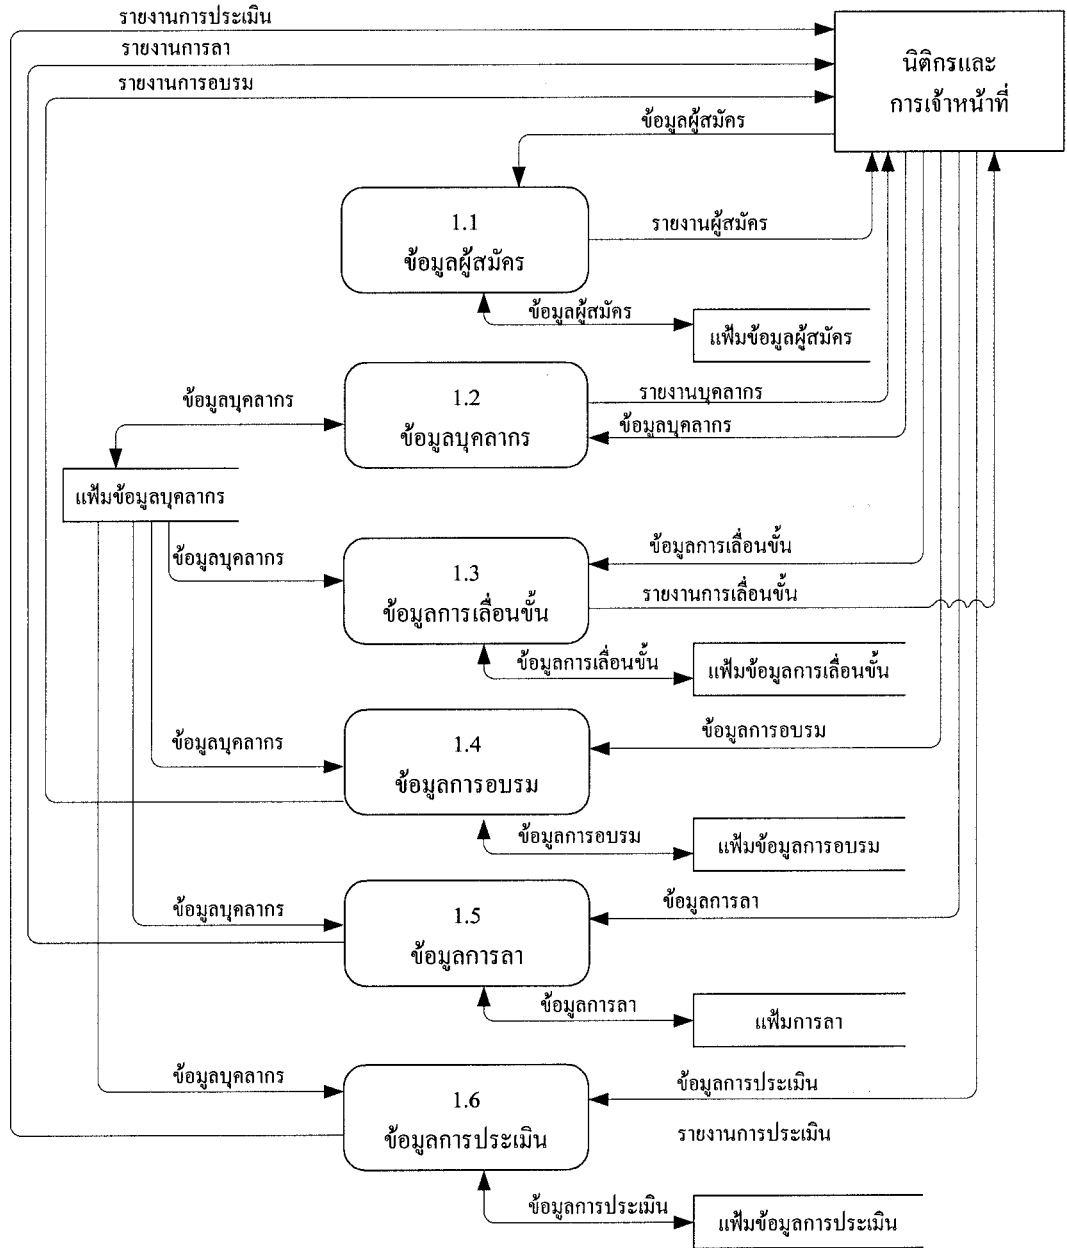 รายงานการประเมิน
รายงานการลา
รายงานการอบรม
นิติกรและ
การเจ้าหน้าที่
ข้อมูลผู้สมัคร
1.1
ข้อมูลผู้สมัคร
รายงานผู้สมัคร
ข้อมูลผู้สมัคร
แฟ้มข้อมูลผู้สมัคร
ข้อมูลบุคลากร
1.2
ข้อมูลบุคลากร
รายงานบุคลากร
ข้อมูลบุคลากร
แฟ้มข้อมูลบุคลากร
ข้อมูลบุคลากร
1.3
ข้อมูลการเลื่อนขั้น
ข้อมูลการเลื่อนขั้น
รายงานการเลื่อนขั้น
ข้อมูลการเลื่อนขั้น
แฟ้มข้อมูลการเลื่อนขั้น
ข้อมูลบุคลากร
1.4
ข้อมูลการอบรม
ข้อมูลการอบรม
ข้อมูลการอบรม
แฟ้มข้อมูลการอบรม
ข้อมูลบุคลากร
1.5
ข้อมูลการลา
ข้อมูลการลา
ข้อมูลการลา
แฟ้มการลา
ข้อมูลบุคลากร
1.6
ข้อมูลการประเมิน
ข้อมูลการประเมิน
รายงานการประเมิน
ข้อมูลการประเมิน
แฟ้มข้อมูลการประเมิน